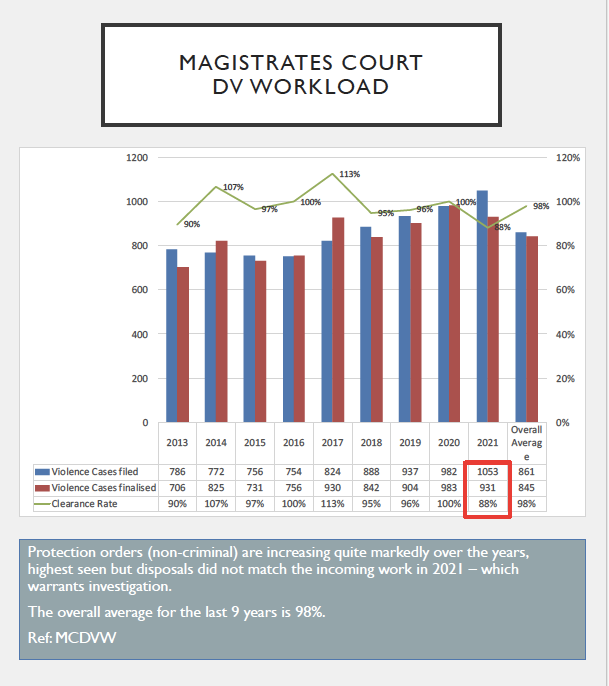 MAGISTRATES COURT
DV WORKLOAD
1200 120%
1000 100%
800 80%
600 60%
400 40%
200 20%
0 0%
90% 107% 97% 100% 113% 95% 96% 100% 88% 98%
2013 2014 2015 2016 2017 2018 2019 2020 2021 Overall
Averag
e
Violence Cases filed 786 772 756 754 824 888 937 982 1053 861
Violence Cases finalised 706 825 731 756 930 842 904 983 931 845
Clearance Rate 90% 107% 97% 100% 113% 95% 96% 100% 88% 98%
Protection orders (non-criminal) are increasing quite markedly over the years,
highest seen but disposals did not match the incoming work in 2021 – which
warrants investigation.
The overall average for the last 9 years is 98%.
Ref: MCDVW